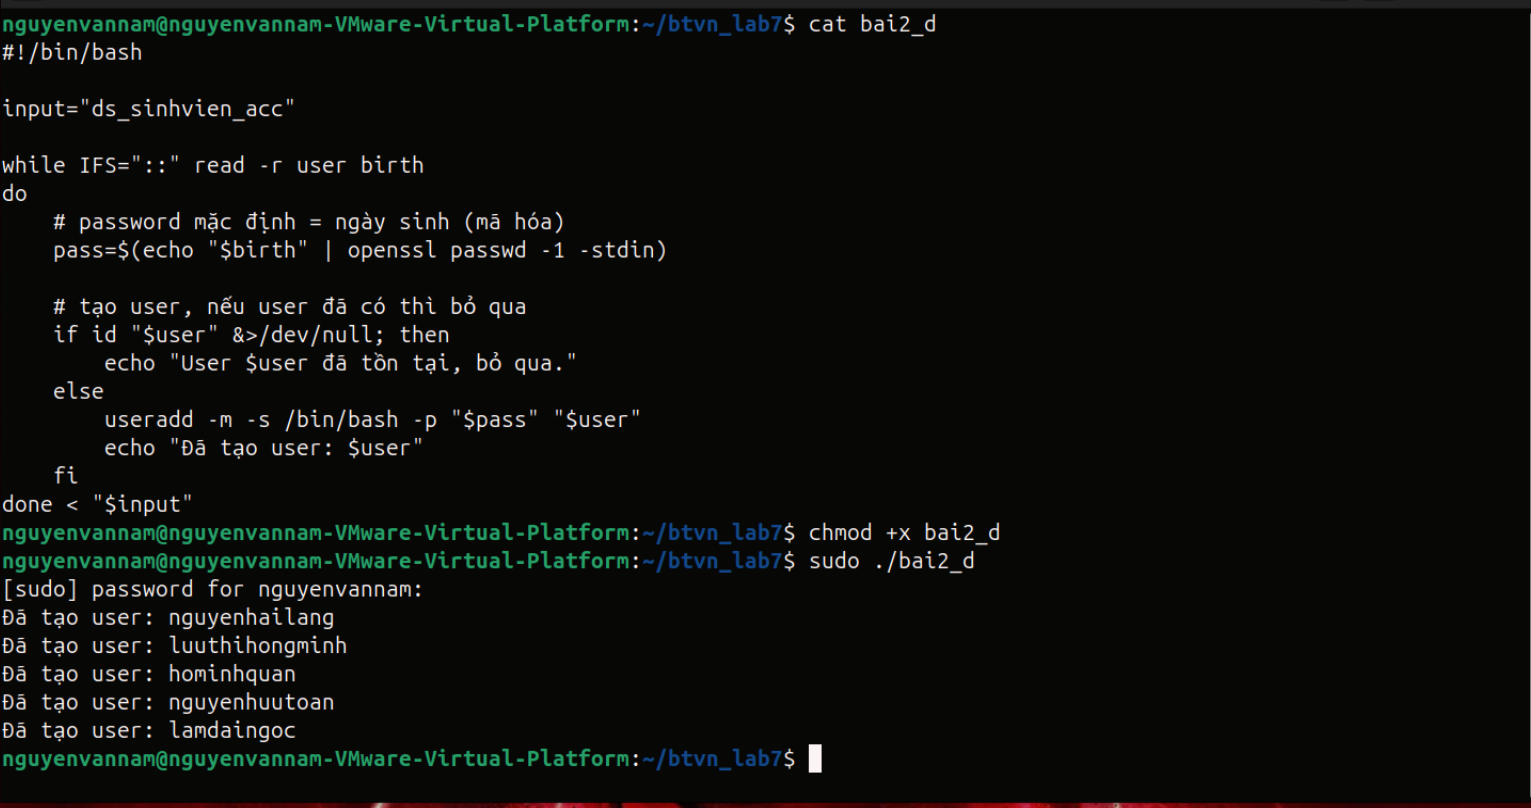 nguyenvannam@nguyenvannam-VMware-Virtual-Platform:~/btvn_lab7$ cat bai2_d
#!/bin/bash
input="ds_sinhvien_acc"
while IFS="::" read -r user birth
do
    # password mặc định = ngày sinh (mã hóa)
    pass=$(echo "$birth" | openssl passwd -1 -stdin)
    # tạo user, nếu user đã có thì bỏ qua
    if id "$user" &>/dev/null; then
        echo "User $user đã tồn tại, bỏ qua."
    else
        useradd -m -s /bin/bash -p "$pass" "$user"
        echo "Đã tạo user: $user"
    fi
done < "$input"
nguyenvannam@nguyenvannam-VMware-Virtual-Platform:~/btvn_lab7$ chmod +x bai2_d
nguyenvannam@nguyenvannam-VMware-Virtual-Platform:~/btvn_lab7$ sudo ./bai2_d
[sudo] password for nguyenvannam:
Đã tạo user: nguyenhailang
Đã tạo user: luuthihongminh
Đã tạo user: hominhquan
Đã tạo user: nguyenhuutoan
Đã tạo user: lamdaingoc
nguyenvannam@nguyenvannam-VMware-Virtual-Platform:~/btvn_lab7$